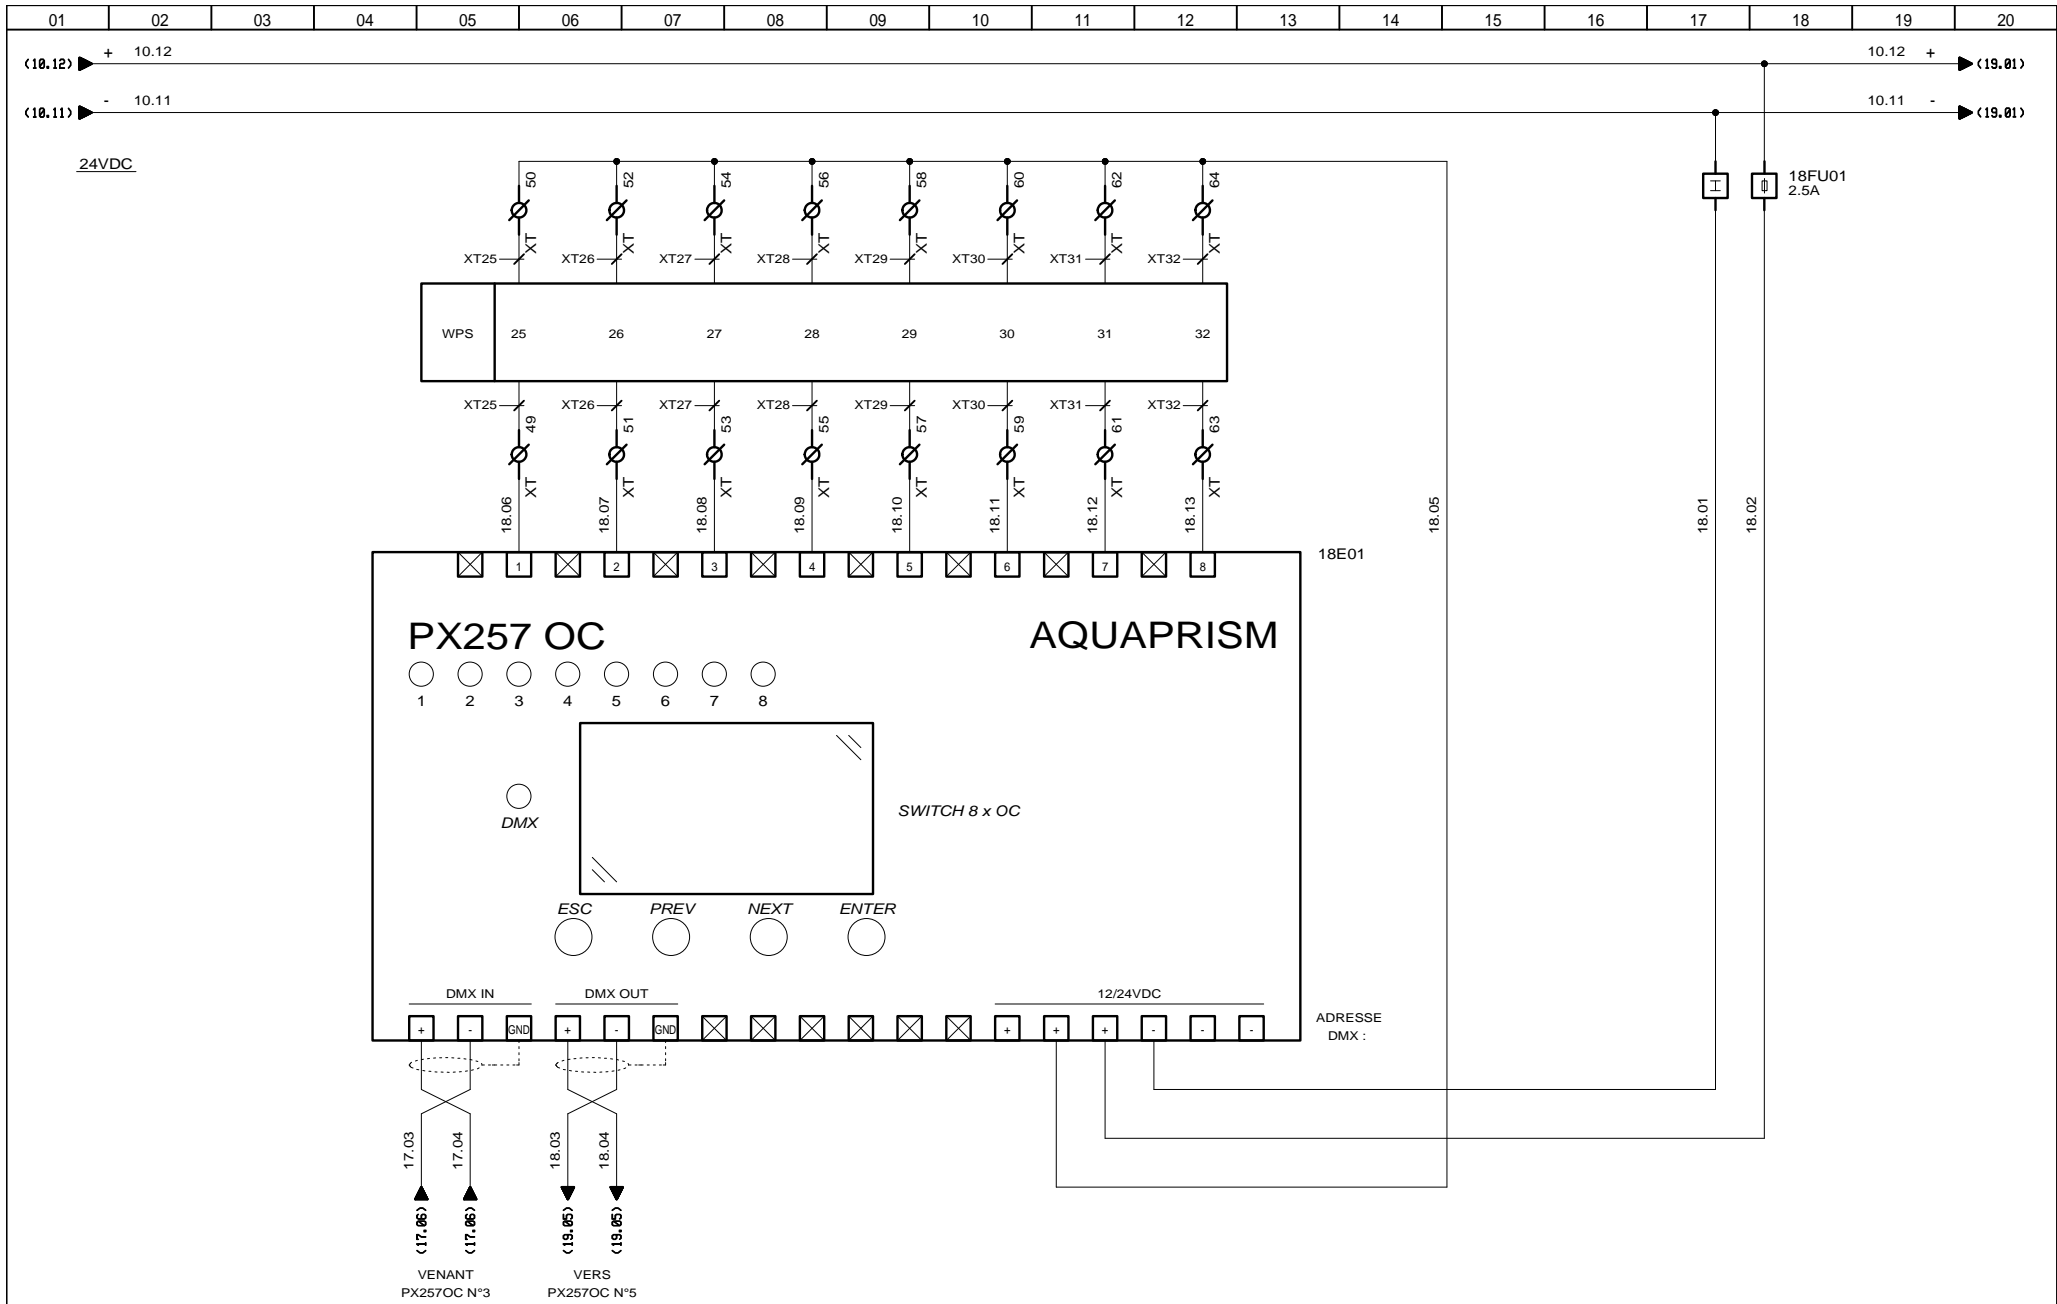 01 02 03 04 05 06 07 08 09 10 11 12 13 14 15 16 17 18 19 20
(10.12) + 10.12 10.12 + (19.01)
(10.11) - 10.11 10.11 - (19.01)
24VDC
50 52 54 56 58 60 62 64
18FU01
2.5A
XT XT XT XT XT XT XT XT
XT25 XT26 XT27 XT28 XT29 XT30 XT31 XT32
WPS 25 26 27 28 29 30 31 32
XT25 XT26 XT27 XT28 XT29 XT30 XT31 XT32
49 51 53 55 57 59 61 63
XT XT XT XT XT XT XT XT
18.06 18.07 18.08 18.09 18.10 18.11 18.12 18.13 18.05 18.01 18.02
18E01
1 2 3 4 5 6 7 8
PX257 OC AQUAPRISM
1 2 3 4 5 6 7 8
SWITCH 8 x OC
DMX
ESC PREV NEXT ENTER
DMX IN DMX OUT 12/24VDC
+ - GND + - GND + + + - - -
ADRESSE
DMX :
17.03 17.04 18.03 18.04
(17.06) (17.06) (19.05) (19.05)
VENANT
PX257OC N°3
VERS
PX257OC N°5